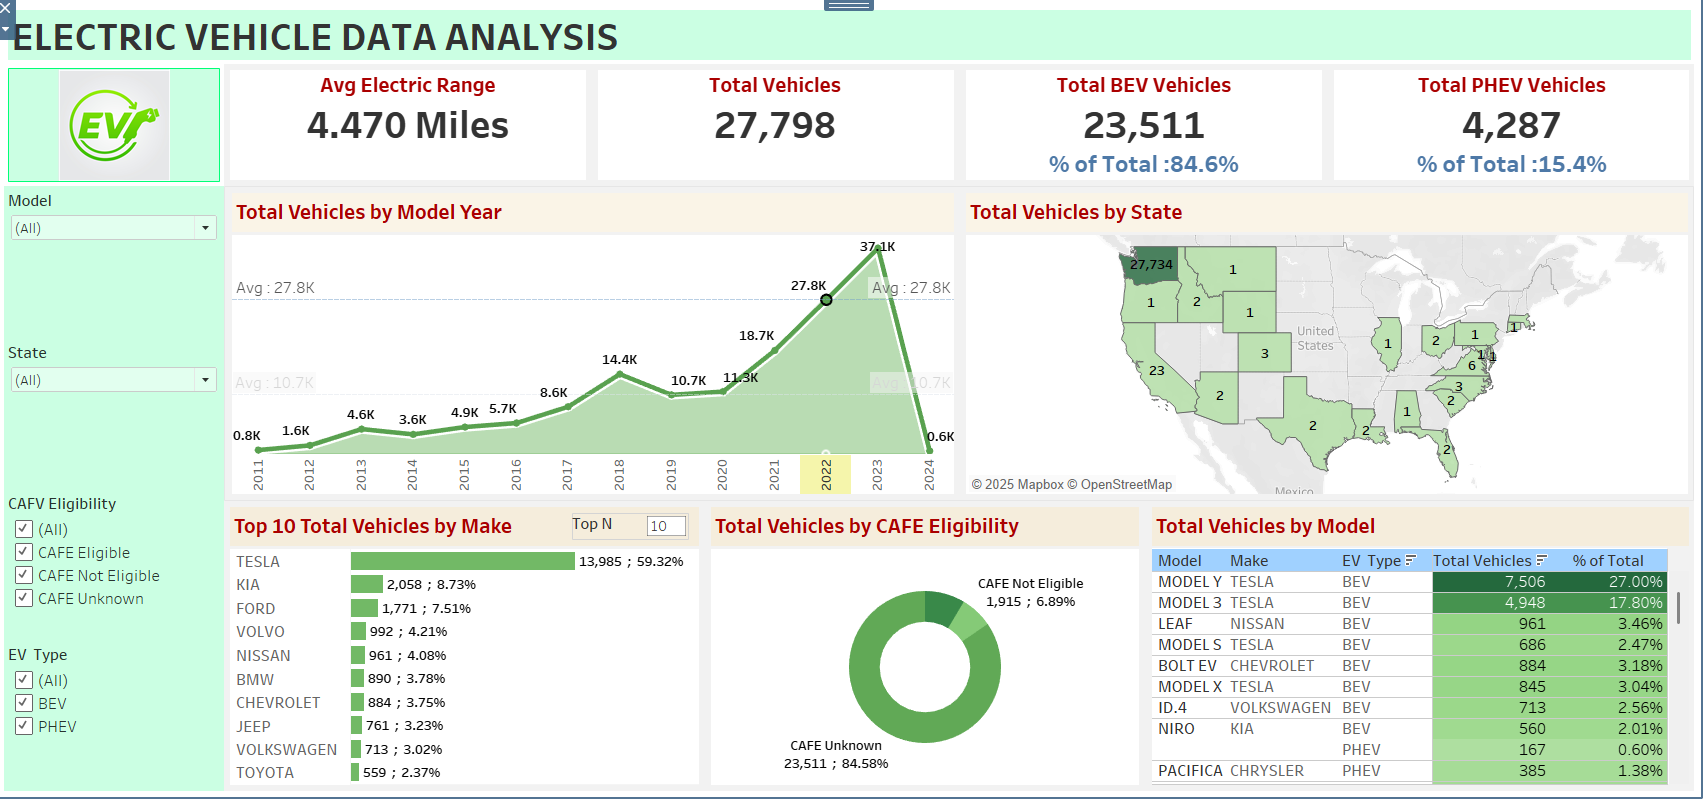 ELECTRIC VEHICLE DATA ANALYSIS
EV
Avg Electric Range
4.470 Miles
Total Vehicles
27,798
Total BEV Vehicles
23,511
% of Total :84.6%
Total PHEV Vehicles
4,287
% of Total :15.4%
Model
(All)
State
(All)
CAFV Eligibility
(All)
CAFE Eligible
CAFE Not Eligible
CAFE Unknown
EV Type
(All)
BEV
PHEV
Total Vehicles by Model Year
37.1K
Avg : 27.8K
27.8K
Avg : 27.8K
18.7K
14.4K
Avg : 10.7K
10.7K
11.3K
Avg : 10.7K
8.6K
4.6K
3.6K
4.9K
5.7K
0.8K
1.6K
0.6K
2011
2012
2013
2014
2015
2016
2017
2018
2019
2020
2021
2022
2023
2024
Total Vehicles by State
27,734
1
1
2
1
United
States
1
1
2
1
3
1
1
6
23
2
3
2
1
2
2
2
Mexico
© 2025 Mapbox © OpenStreetMap
Top 10 Total Vehicles by Make
Top N
10
TESLA 13,985 ; 59.32%
KIA 2,058 ; 8.73%
FORD 1,771 ; 7.51%
VOLVO 992 ; 4.21%
NISSAN 961 ; 4.08%
BMW 890 ; 3.78%
CHEVROLET 884 ; 3.75%
JEEP 761 ; 3.23%
VOLKSWAGEN 713 ; 3.02%
TOYOTA 559 ; 2.37%
Total Vehicles by CAFE Eligibility
CAFE Not Eligible
1,915 ; 6.89%
CAFE Unknown
23,511 ; 84.58%
Total Vehicles by Model
Model Make EV Type Total Vehicles % of Total
MODEL Y TESLA BEV 7,506 27.00%
MODEL 3 TESLA BEV 4,948 17.80%
LEAF NISSAN BEV 961 3.46%
MODEL S TESLA BEV 686 2.47%
BOLT EV CHEVROLET BEV 884 3.18%
MODEL X TESLA BEV 845 3.04%
ID.4 VOLKSWAGEN BEV 713 2.56%
NIRO KIA BEV 560 2.01%
PHEV 167 0.60%
PACIFICA CHRYSLER PHEV 385 1.38%